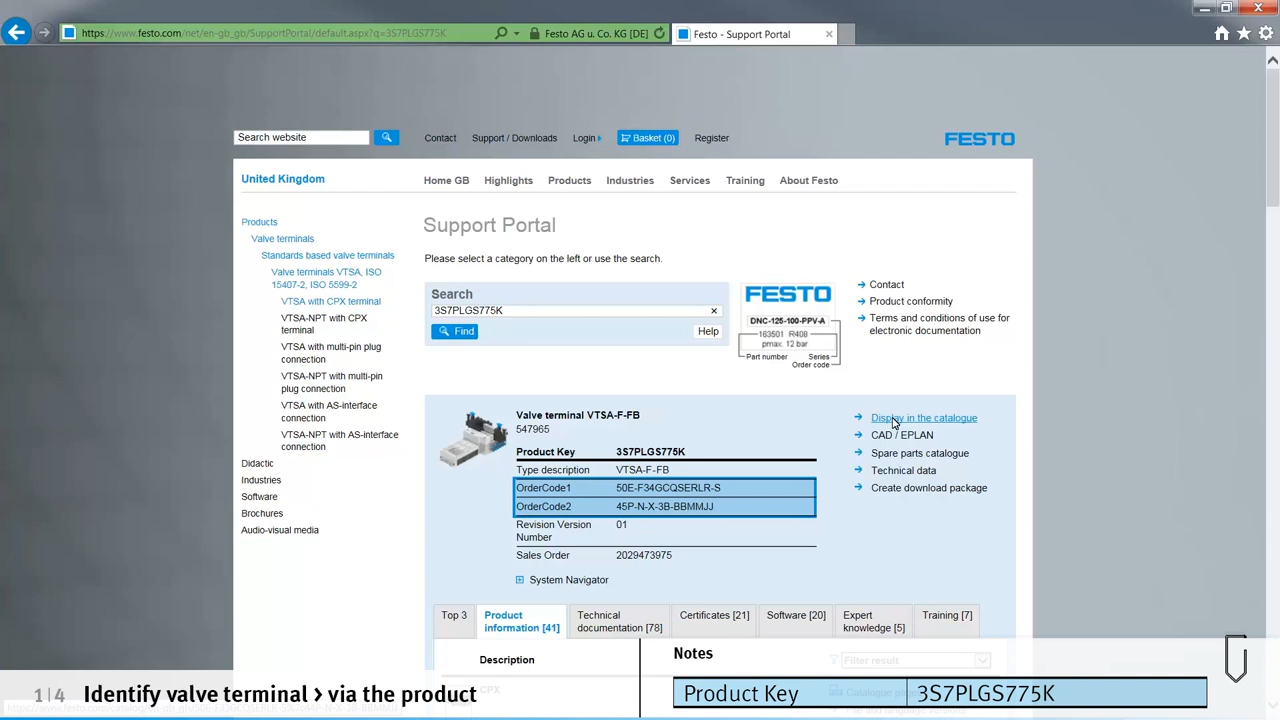 https://www.festo.com/net/en-gb_gb/SupportPortal/default.aspx?q=3S7PLGS775K
Festo AG u. Co. KG [DE]
Festo - Support Portal
Search website
Contact
Support / Downloads
Login
Basket (0)
Register
FESTO
United Kingdom
Home GB
Highlights
Products
Industries
Services
Training
About Festo
Products
Valve terminals
Standards based valve terminals
Valve terminals VTSA, ISO
15407-2, ISO 5599-2
VTSA with CPX terminal
VTSA-NPT with CPX
terminal
VTSA with multi-pin plug
connection
VTSA-NPT with multi-pin
plug connection
VTSA with AS-interface
connection
VTSA-NPT with AS-interface
connection
Didactic
Industries
Software
Brochures
Audio-visual media
Support Portal
Please select a category on the left or use the search.
Search
3S7PLGS775K
Find
Help
FESTO
DNC-125-100-PPV-A
163501 R408
pmax. 12 bar
Part number
Series
Order code
Contact
Product conformity
Terms and conditions of use for
electronic documentation
Valve terminal VTSA-F-FB
547965
Product Key 3S7PLGS775K
Type description VTSA-F-FB
OrderCode1 50E-F34GCQSERLR-S
OrderCode2 45P-N-X-3B-BBMMJJ
Revision Version 01
Number
Sales Order 2029473975
System Navigator
Display in the catalogue
CAD / EPLAN
Spare parts catalogue
Technical data
Create download package
Top 3
Product
information [41]
Technical
documentation [78]
Certificates [21]
Software [20]
Expert
knowledge [5]
Training [7]
Description
Filter result
CPX
Notes
1|4 Identify valve terminal > via the product
Product Key 3S7PLGS775K